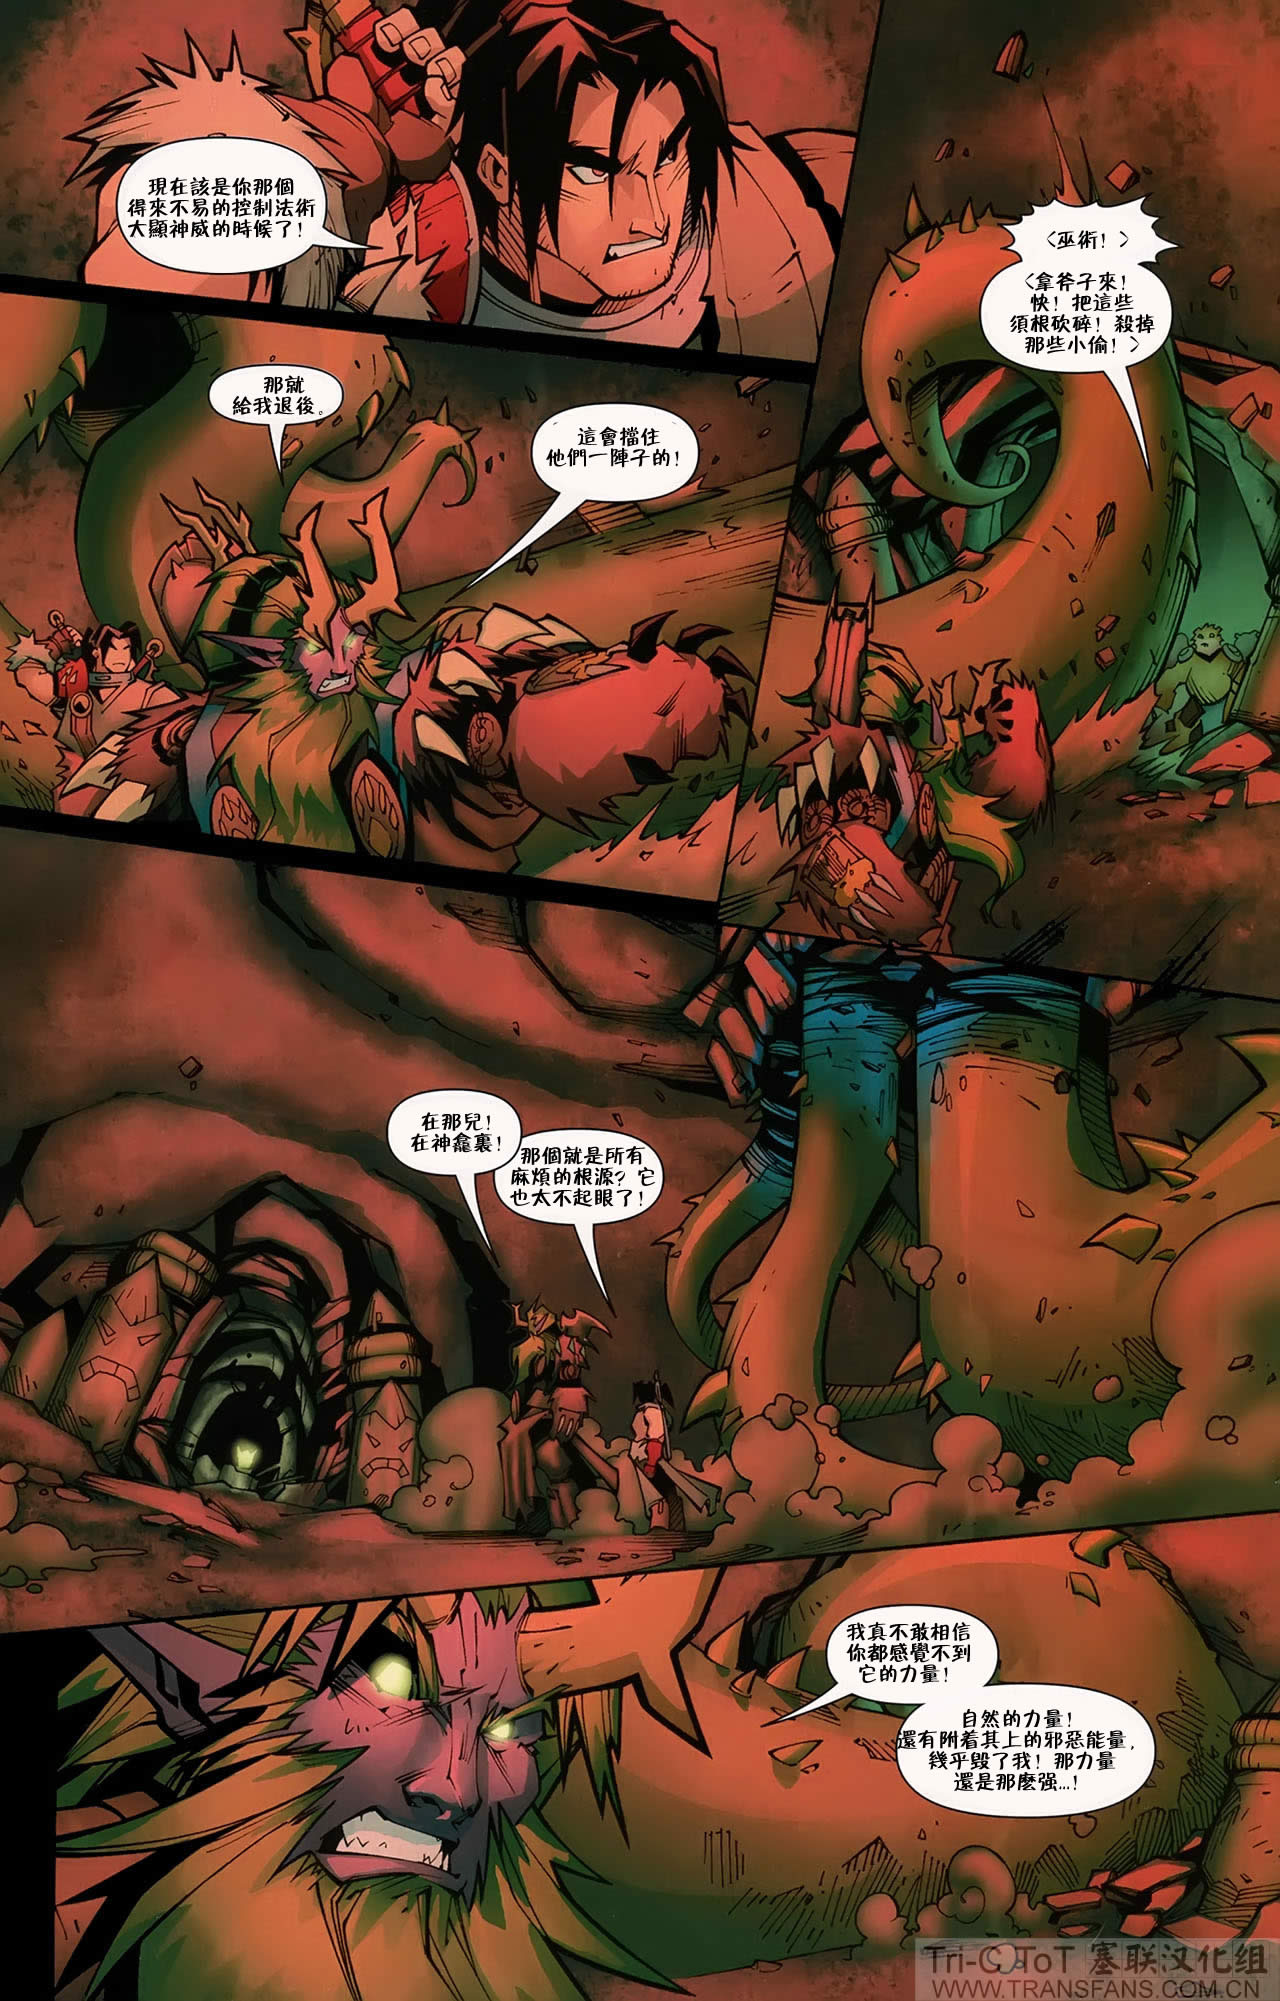 現在該是你那個
得來不易的控制法術
大顯神威的時候了！
那就
給我退後。
這會擋住
他們一陣子的！
〈巫術！〉
〈拿斧子來！
快！把這些
須根砍碎！殺掉
那些小偷！〉
在那兒！
在神龕裏！
那個就是所有
麻煩的根源？它
也太不起眼了！
我真不敢相信
你都感覺不到
它的力量！
自然的力量！
還有附着其上的邪惡能量，
幾乎毀了我！那力量
還是那麽强…！
Tri-C ToT 塞联汉化组
WWW.TRANSFANS.COM.CN